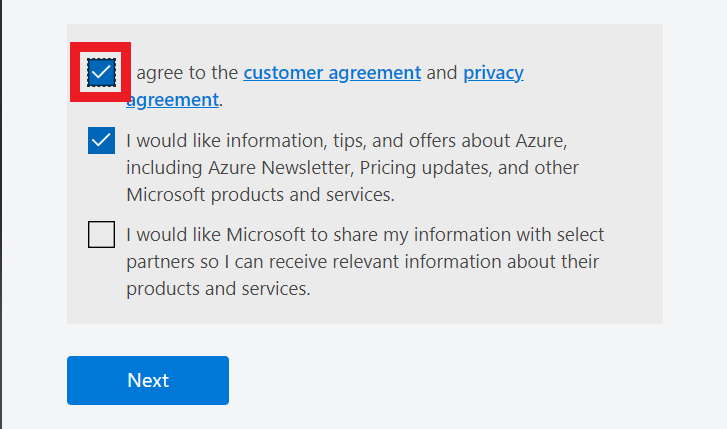 agree to the customer agreement and privacy
agreement.
I would like information, tips, and offers about Azure,
including Azure Newsletter, Pricing updates, and other
Microsoft products and services.
I would like Microsoft to share my information with select
partners so I can receive relevant information about their
products and services.
Next